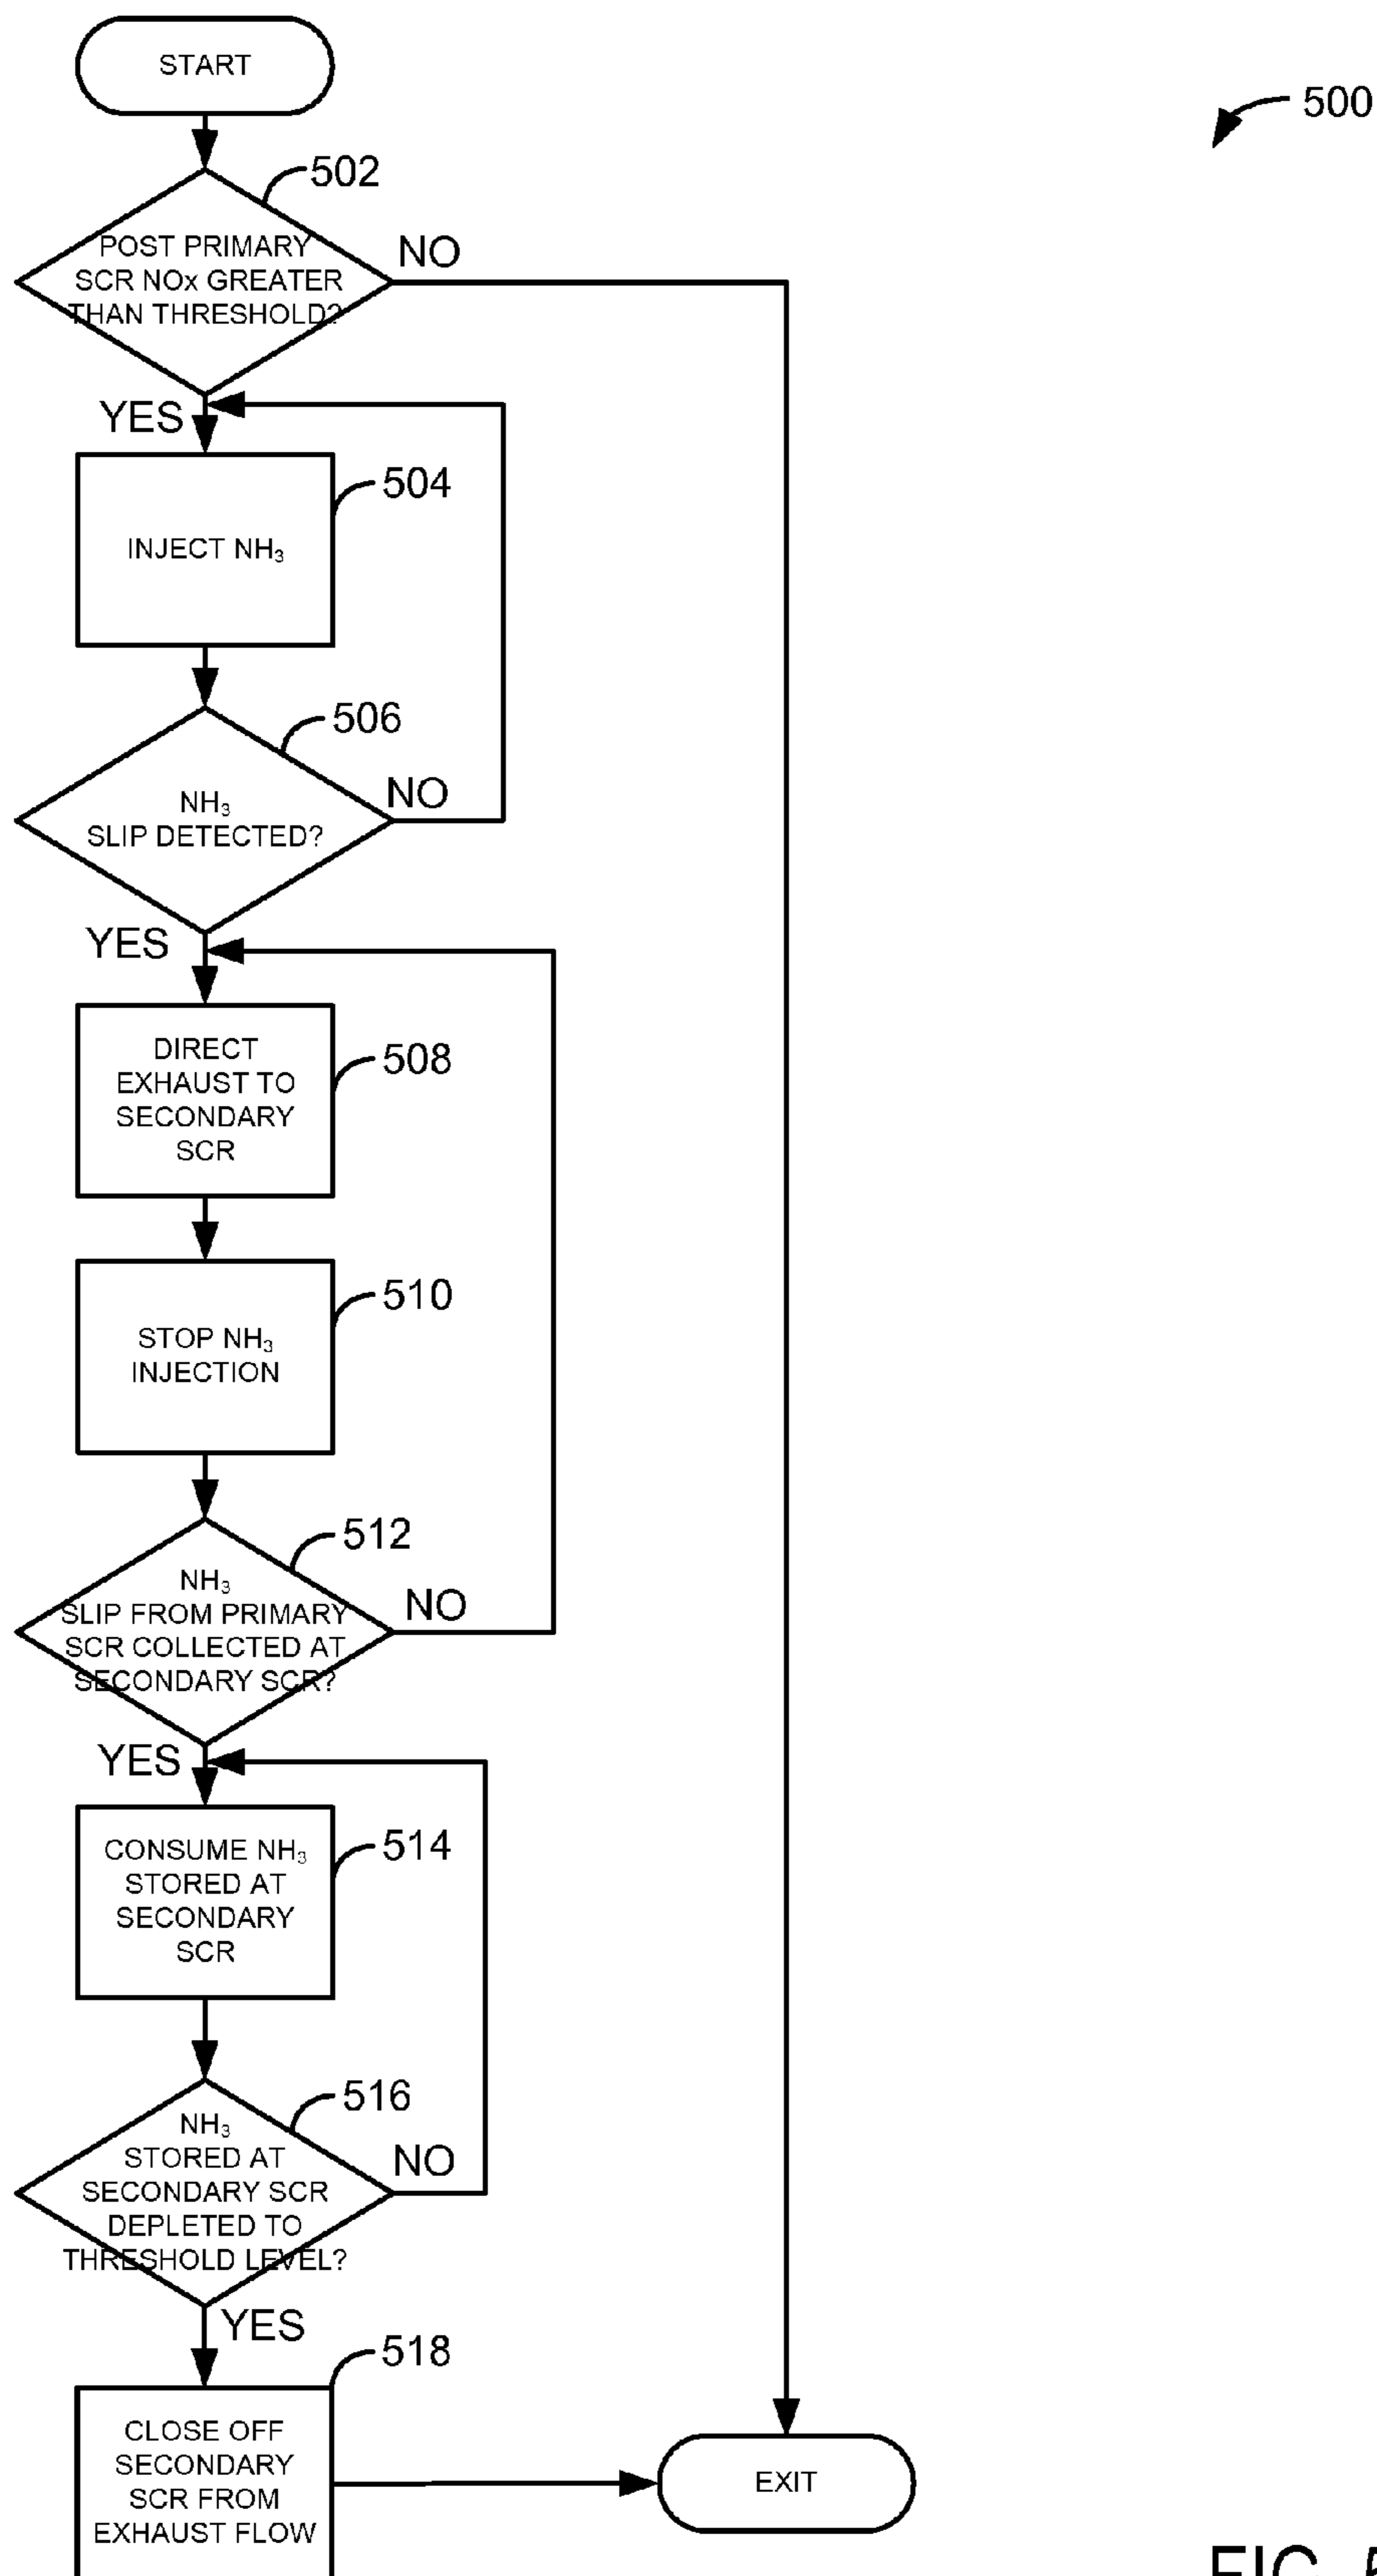 START
500
502
POST PRIMARY
SCR NOx GREATER
THAN THRESHOLD?
NO
YES
504
INJECT NH₃
506
NH₃
SLIP DETECTED?
NO
YES
DIRECT
EXHAUST TO
SECONDARY
SCR
508
510
STOP NH₃
INJECTION
512
NH₃
SLIP FROM PRIMARY
SCR COLLECTED AT
SECONDARY SCR?
NO
YES
CONSUME NH₃
STORED AT
SECONDARY
SCR
514
516
NH₃
STORED AT
SECONDARY SCR
DEPLETED TO
THRESHOLD LEVEL?
NO
YES
518
CLOSE OFF
SECONDARY
SCR FROM
EXHAUST FLOW
EXIT
FIG. 5